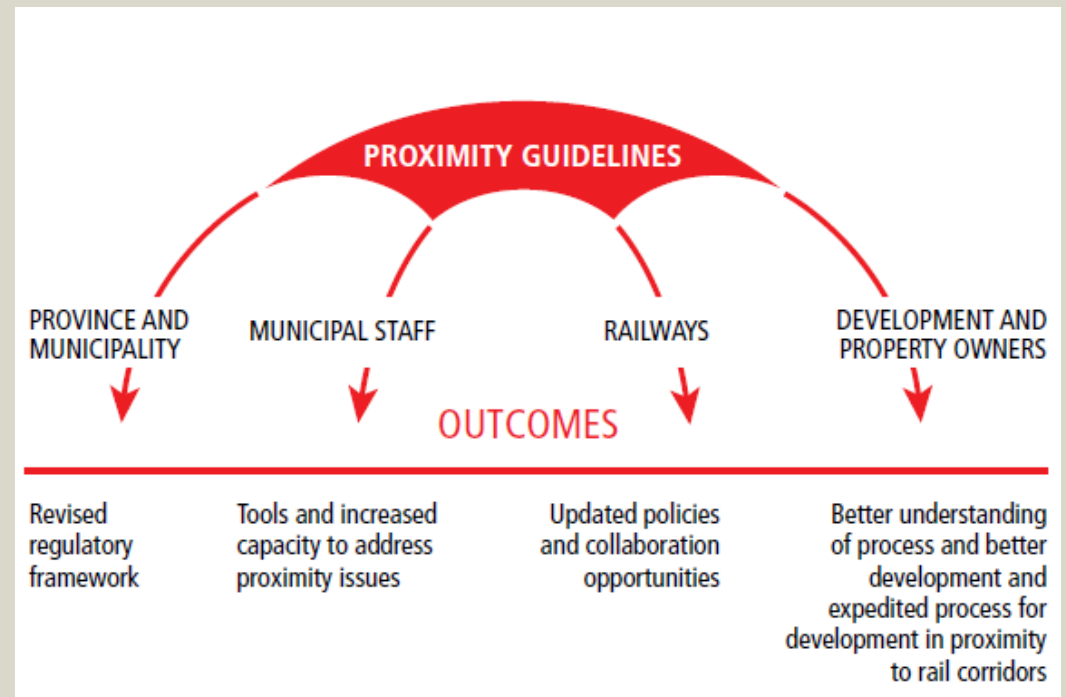 PROXIMITY GUIDELINES
PROVINCE AND
MUNICIPALITY
MUNICIPAL STAFF
RAILWAYS
DEVELOPMENT AND
PROPERTY OWNERS
OUTCOMES
Revised
regulatory
framework
Tools and increased
capacity to address
proximity issues
Updated policies
and collaboration
opportunities
Better understanding
of process and better
development and
expedited process for
development in proximity
to rail corridors